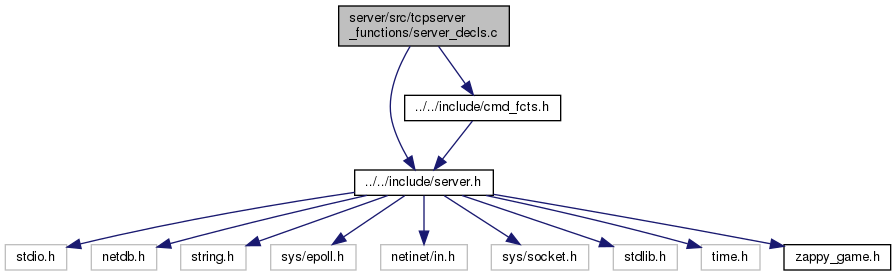 server/src/tcpserver
_functions/server_decls.c
../../include/cmd_fcts.h
../../include/server.h
stdio.h
netdb.h
string.h
sys/epoll.h
netinet/in.h
sys/socket.h
stdlib.h
time.h
zappy_game.h